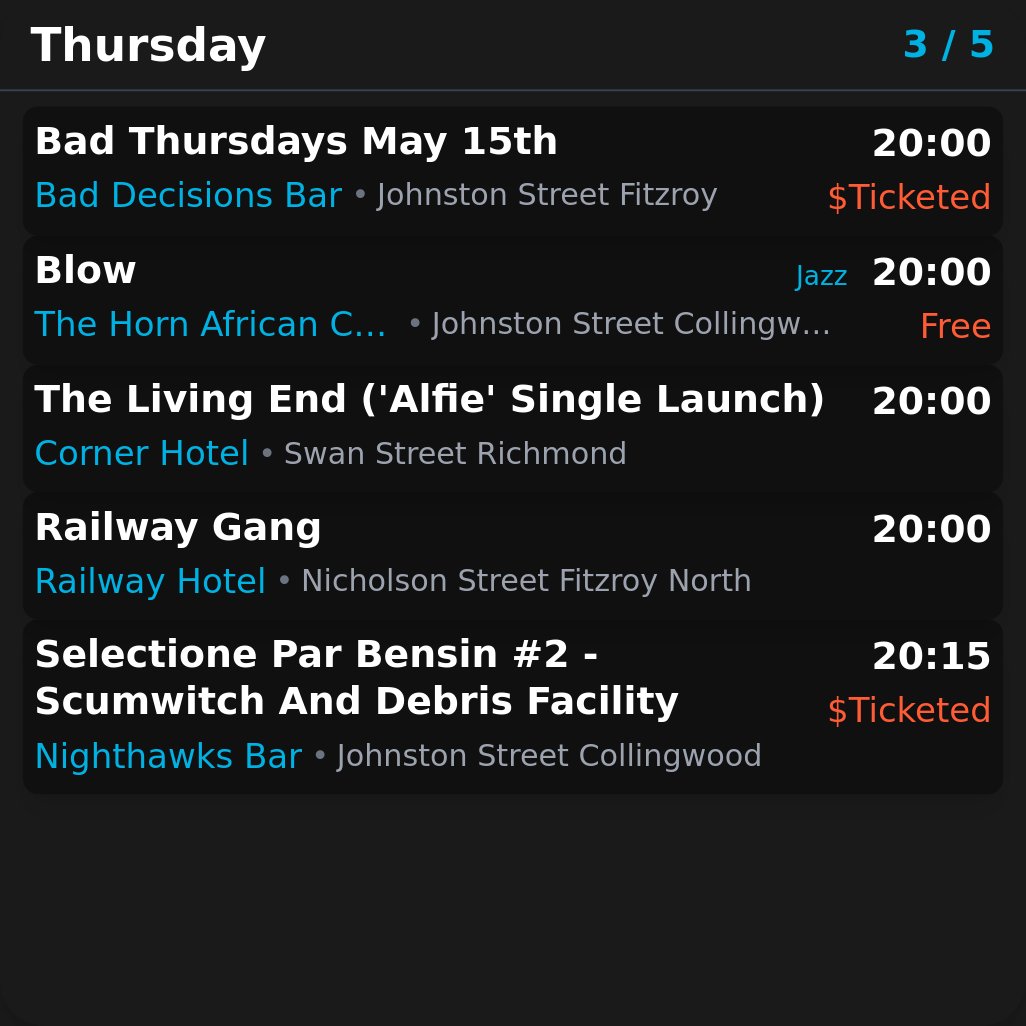 Thursday 3 / 5
Bad Thursdays May 15th 20:00
Bad Decisions Bar • Johnston Street Fitzroy $Ticketed
Blow Jazz 20:00
The Horn African C… • Johnston Street Collingw… Free
The Living End ('Alfie' Single Launch) 20:00
Corner Hotel • Swan Street Richmond
Railway Gang 20:00
Railway Hotel • Nicholson Street Fitzroy North
Selectione Par Bensin #2 - 20:15
Scumwitch And Debris Facility $Ticketed
Nighthawks Bar • Johnston Street Collingwood